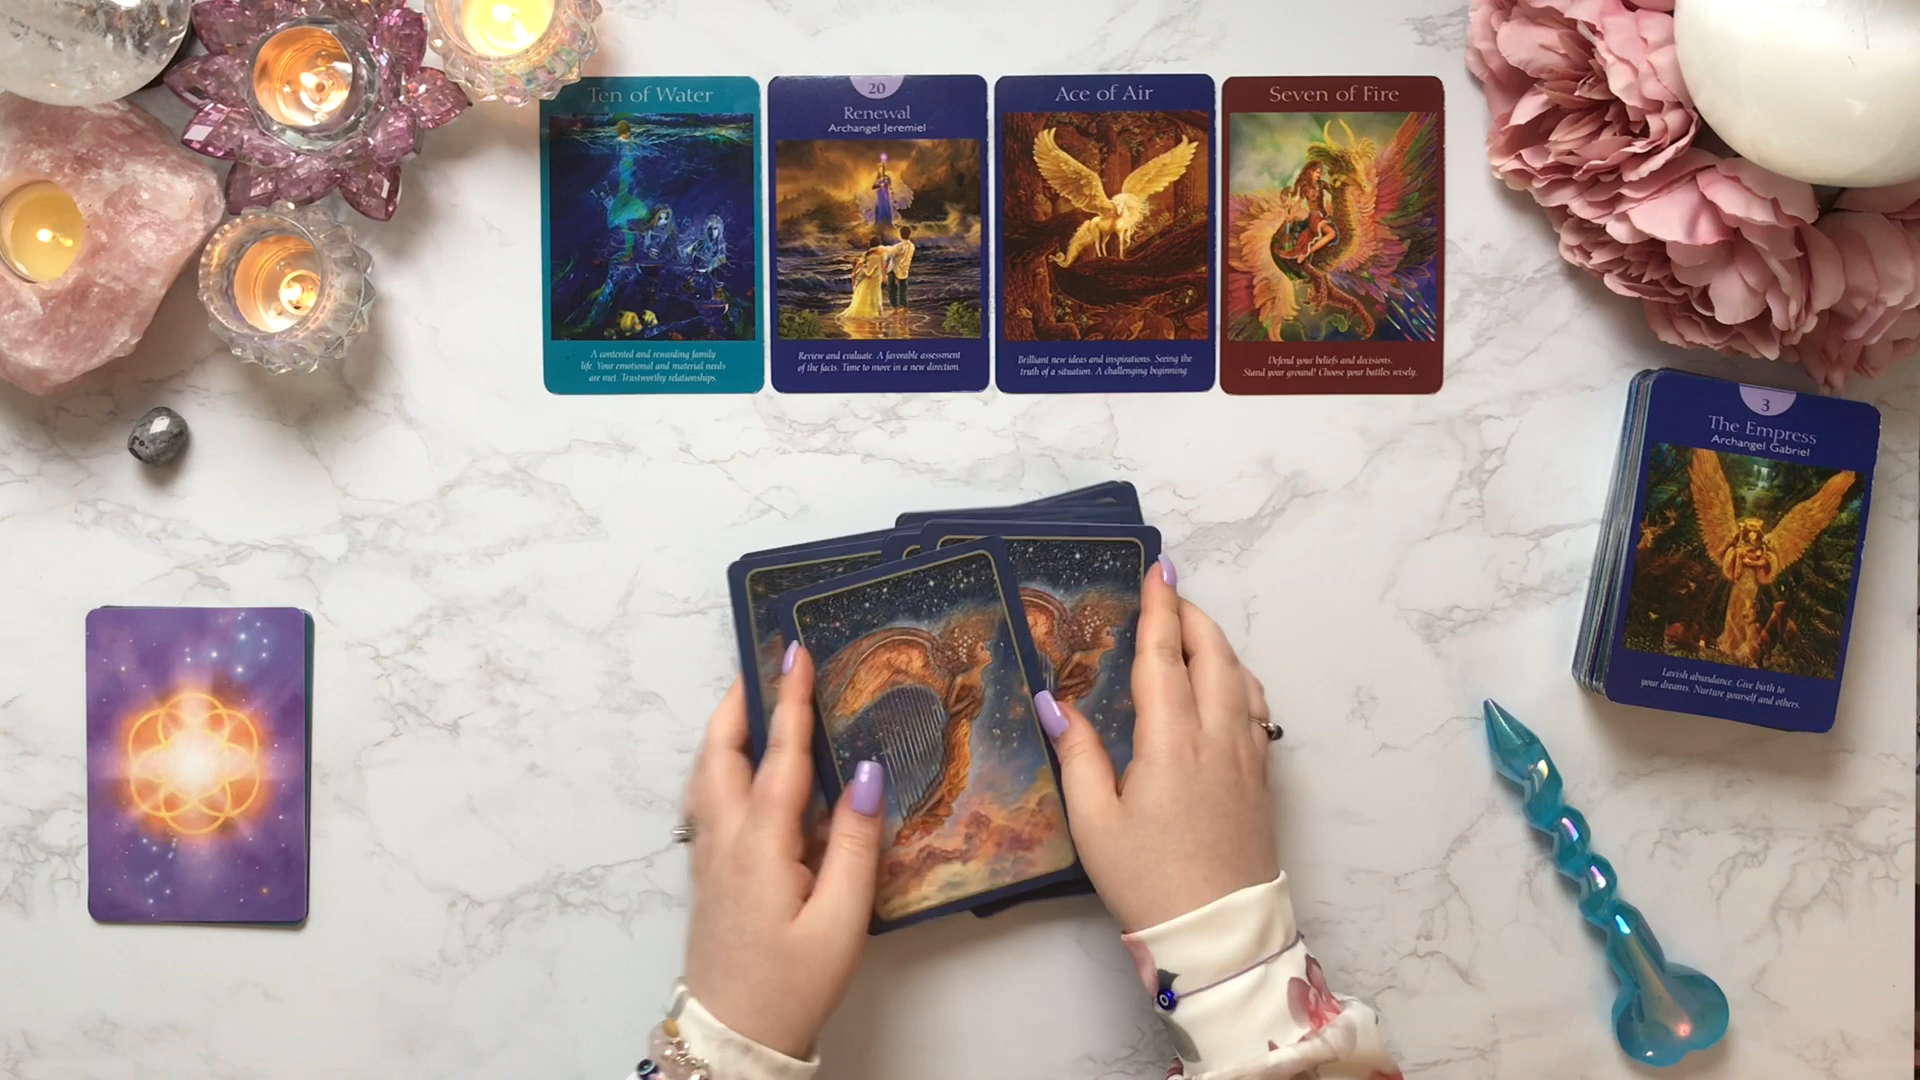 Ten of Water
A contented and rewarding family
life. Your emotional and material needs
are met. Trustworthy relationships.
20
Renewal
Archangel Jeremiel
Review and evaluate. A favorable assessment
of the facts. Time to move in a new direction.
Ace of Air
Brilliant new ideas and inspirations. Seeing the
truth of a situation. A challenging beginning
Seven of Fire
Defend your beliefs and decisions.
Stand your ground! Choose your battles wisely.
3
The Empress
Archangel Gabriel
Lavish abundance. Give birth to
your dreams. Nurture yourself and others.